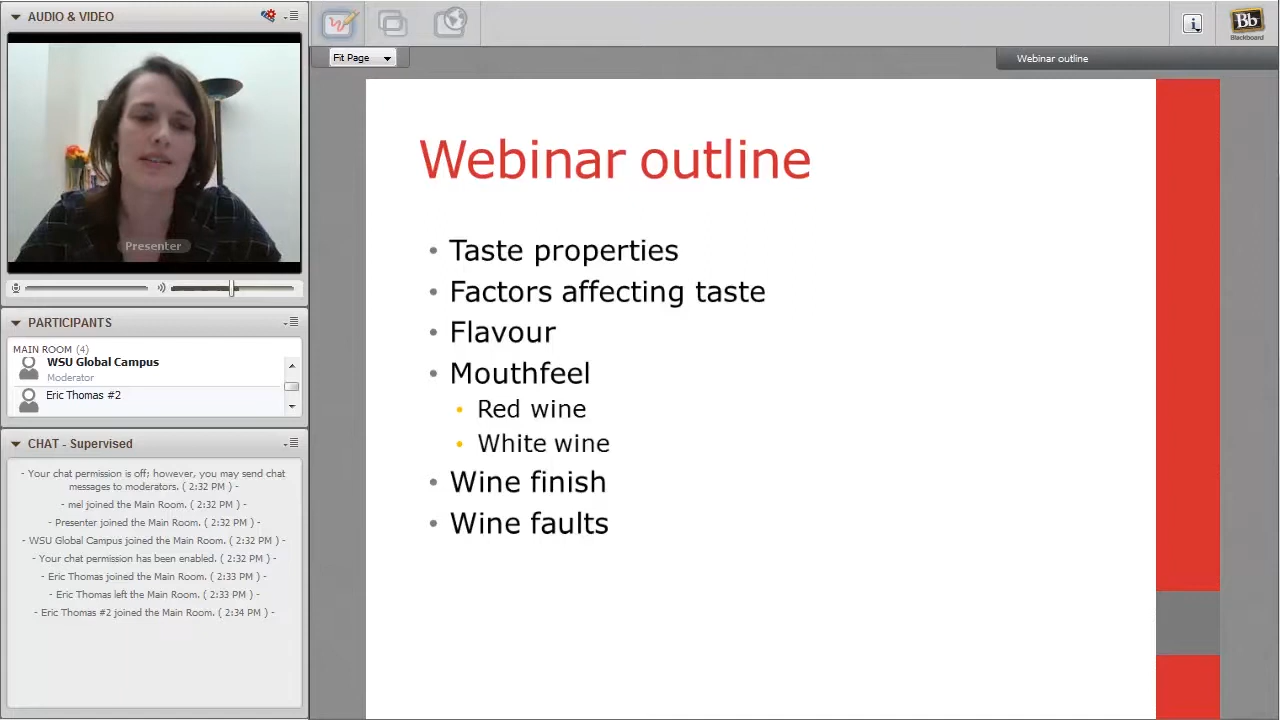 AUDIO & VIDEO
Presenter
PARTICIPANTS
MAIN ROOM (4)
WSU Global Campus
Moderator
Eric Thomas #2
CHAT - Supervised
- Your chat permission is off; however, you may send chat
messages to moderators. ( 2:32 PM ) -
- mel joined the Main Room. ( 2:32 PM ) -
- Presenter joined the Main Room. ( 2:32 PM ) -
- WSU Global Campus joined the Main Room. ( 2:32 PM ) -
- Your chat permission has been enabled. ( 2:32 PM ) -
- Eric Thomas joined the Main Room. ( 2:33 PM ) -
- Eric Thomas left the Main Room. ( 2:33 PM ) -
- Eric Thomas #2 joined the Main Room. ( 2:34 PM ) -
Fit Page
Bb
Blackboard
Webinar outline
Webinar outline
• Taste properties
• Factors affecting taste
• Flavour
• Mouthfeel
• Red wine
• White wine
• Wine finish
• Wine faults